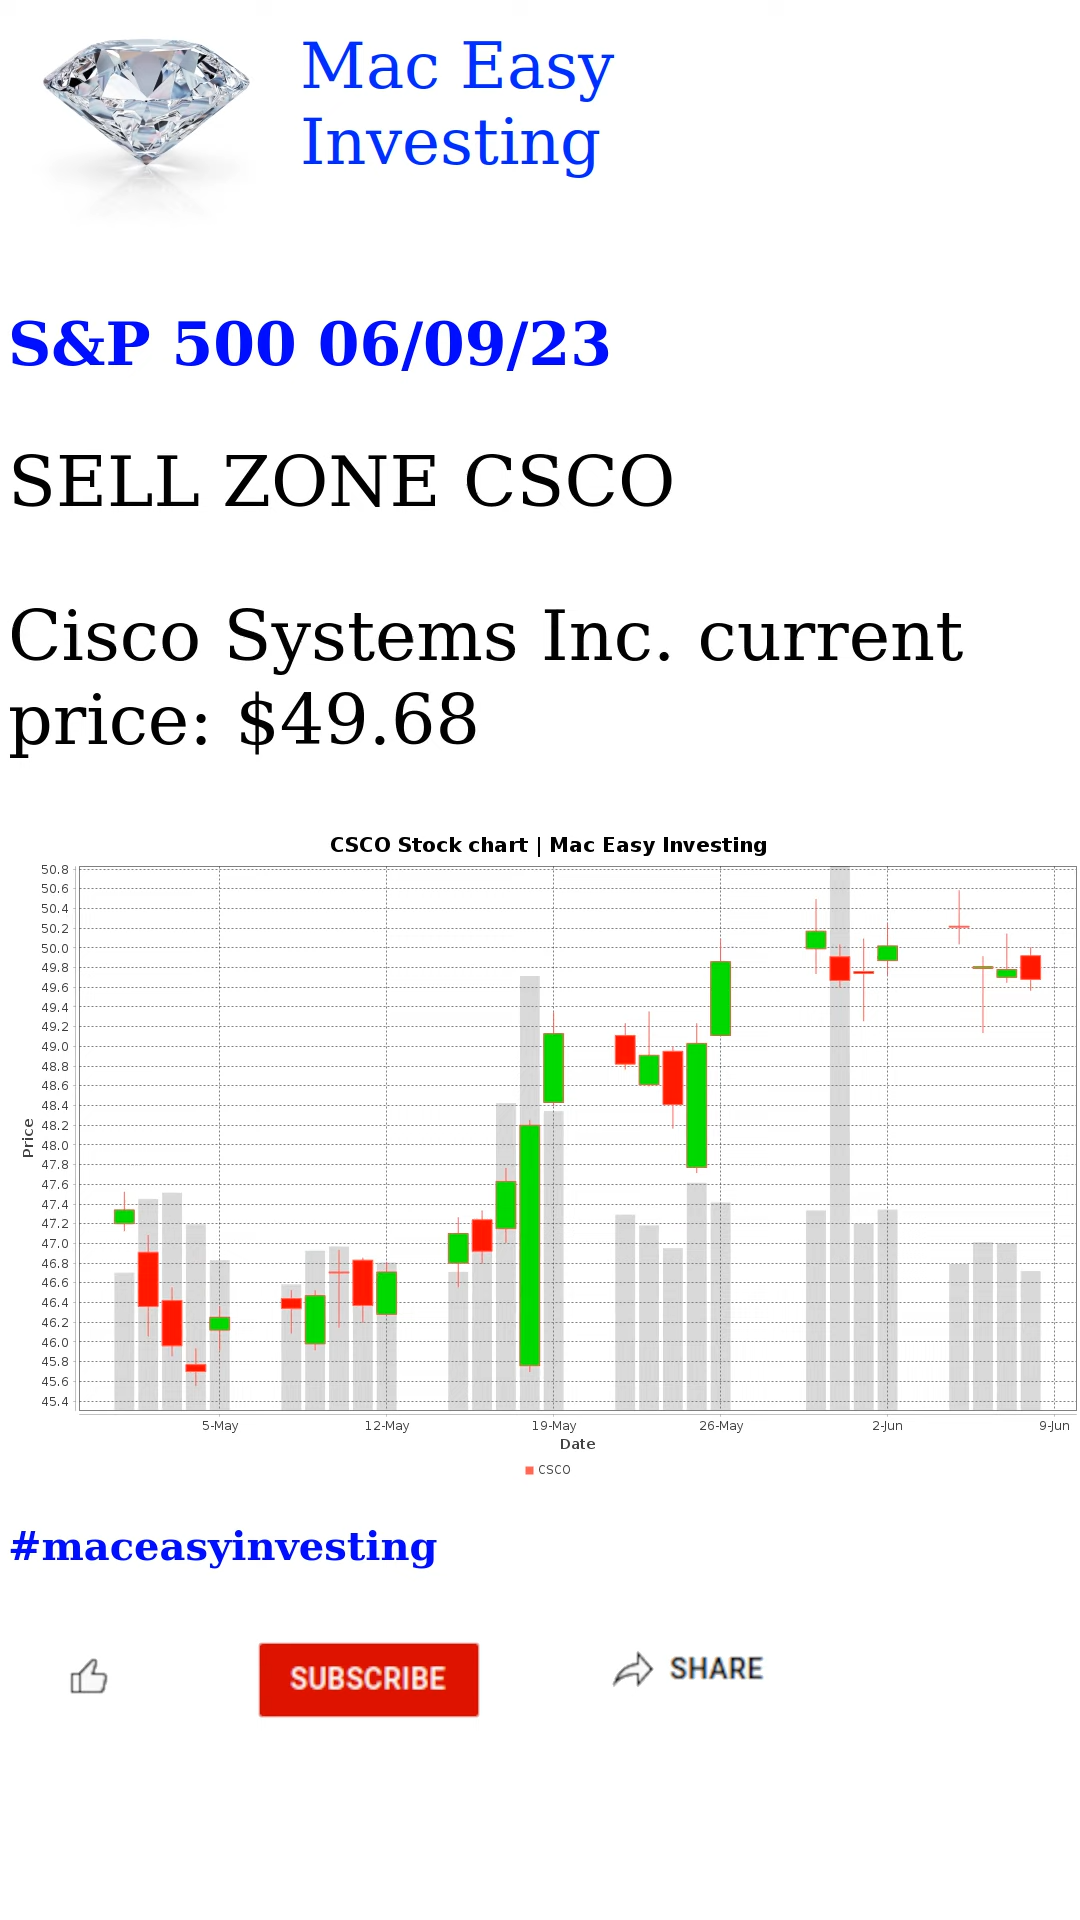 Mac Easy
Investing
S&P 500 06/09/23
SELL ZONE CSCO
Cisco Systems Inc. current
price: $49.68
CSCO Stock chart | Mac Easy Investing
50.8
50.6
50.4
50.2
50.0
49.8
49.6
49.4
49.2
49.0
48.8
48.6
48.4
48.2
48.0
47.8
47.6
47.4
47.2
47.0
46.8
46.6
46.4
46.2
46.0
45.8
45.6
45.4
Price
5-May 12-May 19-May 26-May 2-Jun 9-Jun
Date
CSCO
#maceasyinvesting
SUBSCRIBE SHARE